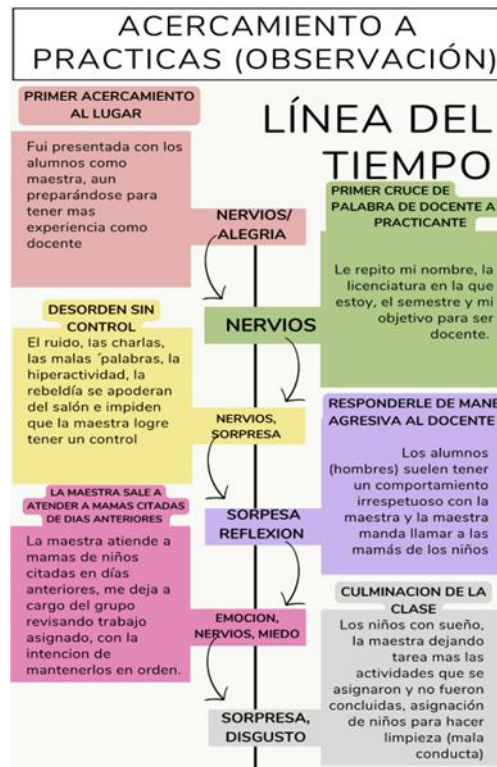 ACERCAMIENTO A
PRACTICAS (OBSERVACIÓN)
LÍNEA DEL
TIEMPO
PRIMER ACERCAMIENTO
AL LUGAR
Fui presentada con los
alumnos como
maestra, aun
preparándose para
tener mas
experiencia como
docente
NERVIOS/
ALEGRIA
PRIMER CRUCE DE
PALABRA DE DOCENTE A
PRACTICANTE
Le repito mi nombre, la
licenciatura en la que
estoy, el semestre y mi
objetivo para ser
docente.
NERVIOS
DESORDEN SIN
CONTROL
El ruido, las charlas,
las malas ´palabras, la
hiperactividad, la
rebeldía se apoderan
del salón e impiden
que la maestra logre
tener un control
NERVIOS,
SORPRESA
RESPONDERLE DE MANE
AGRESIVA AL DOCENTE
Los alumnos
(hombres) suelen tener
un comportamiento
irrespetuoso con la
maestra y la maestra
manda llamar a las
mamás de los niños
SORPESA
REFLEXION
LA MAESTRA SALE A
ATENDER A MAMAS CITADAS
DE DIAS ANTERIORES
La maestra atiende a
mamas de niños
citadas en días
anteriores, me deja a
cargo del grupo
revisando trabajo
asignado, con la
intencion de
mantenerlos en orden.
EMOCION,
NERVIOS, MIEDO
CULMINACION DE LA
CLASE
Los niños con sueño,
la maestra dejando
tarea mas las
actividades que se
asignaron y no fueron
concluidas, asignación
de niños para hacer
limpieza (mala
conducta)
SORPRESA,
DISGUSTO